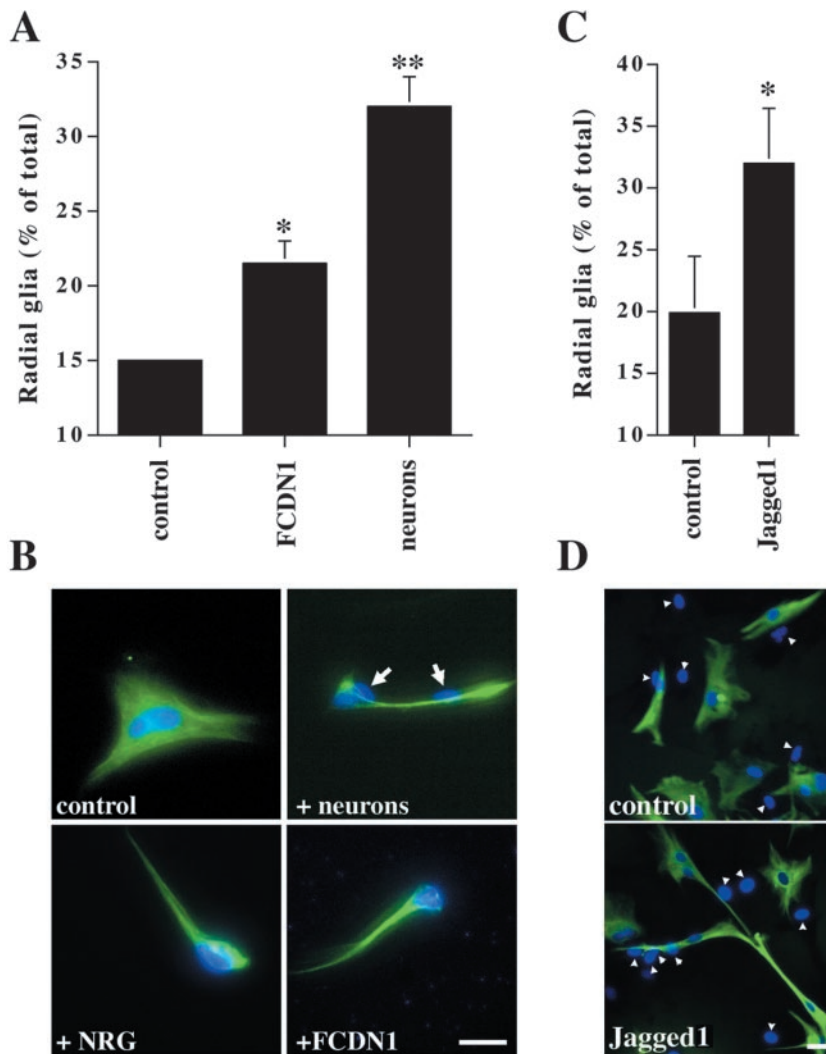 A
Radial glia (% of total)
35
30
25
20
15
10
*
**
control
FCDN1
neurons
C
Radial glia (% of total)
40
35
30
25
20
15
10
*
control
Jagged1
B
control
+ neurons
+ NRG
+FCDN1
D
control
Jagged1